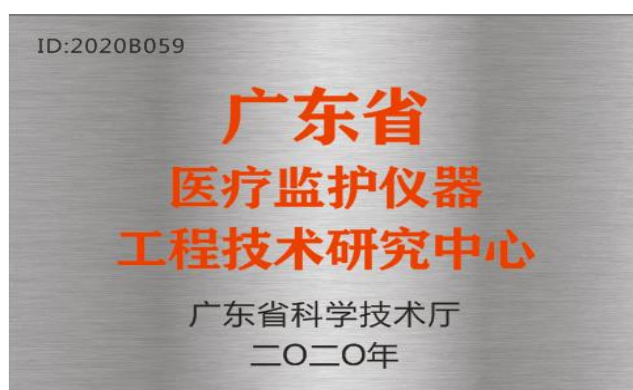 ID:2020B059
广东省
医疗监护仪器
工程技术研究中心
广东省科学技术厅
二〇二〇年